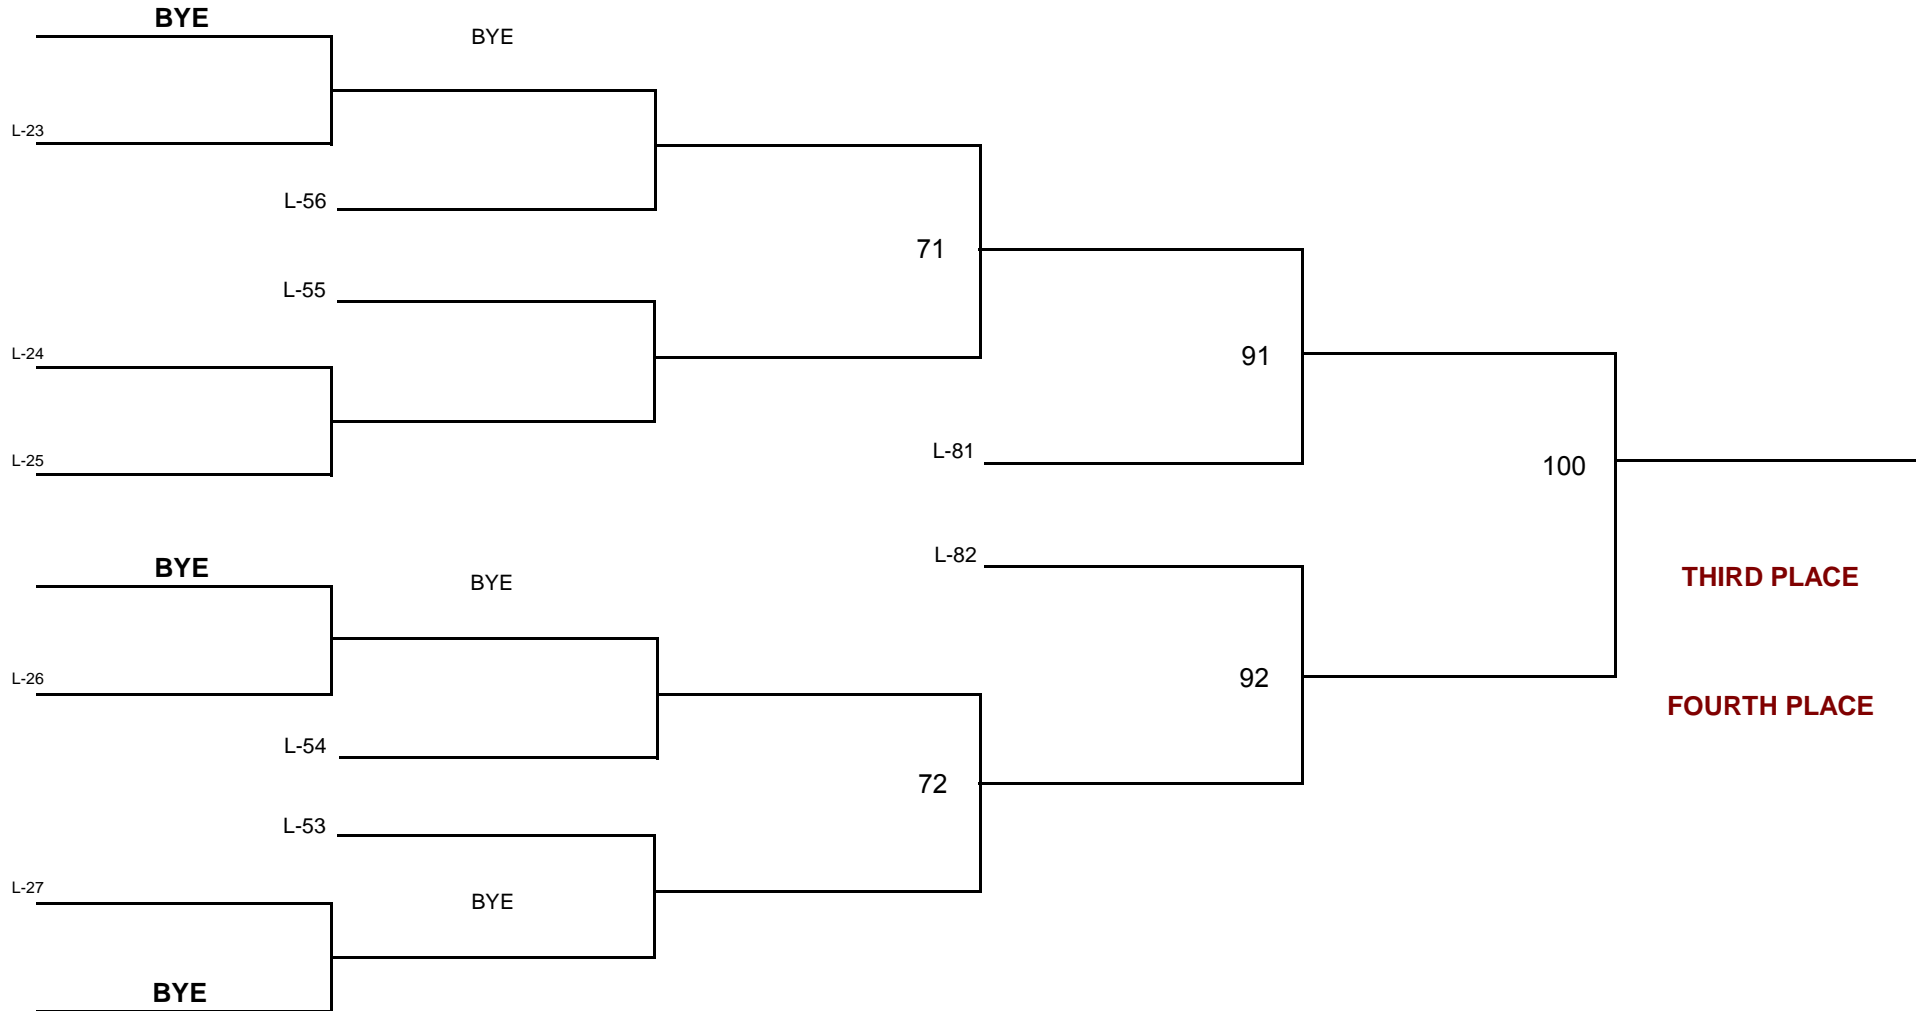 BYE
BYE
L-23
L-56
71
L-55
L-24
91
L-81
L-25
100
L-82
BYE
BYE
THIRD PLACE
L-26
92
FOURTH PLACE
L-54
72
L-53
L-27
BYE
BYE